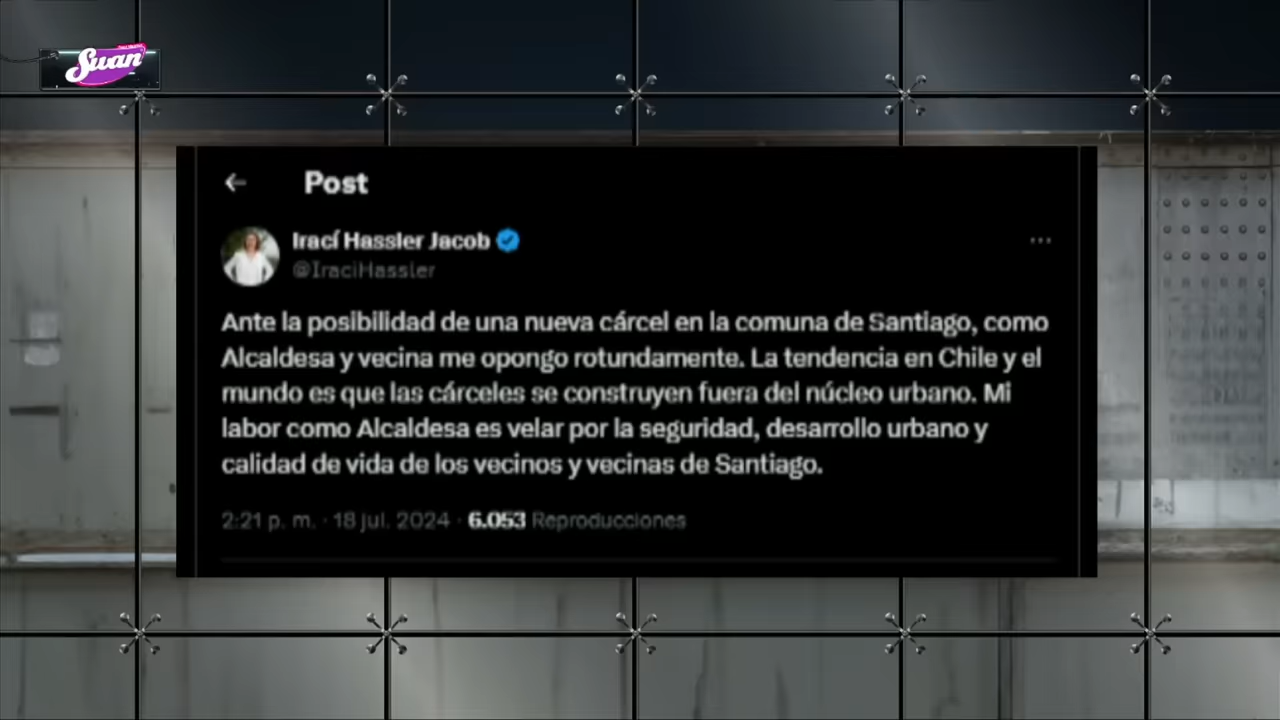 Suan
Post
Irací Hassler Jacob
@IraciHassler
Ante la posibilidad de una nueva cárcel en la comuna de Santiago, como
Alcaldesa y vecina me opongo rotundamente. La tendencia en Chile y el
mundo es que las cárceles se construyen fuera del núcleo urbano. Mi
labor como Alcaldesa es velar por la seguridad, desarrollo urbano y
calidad de vida de los vecinos y vecinas de Santiago.
2:21 p. m. · 18 jul. 2024 · 6.053 Reproducciones